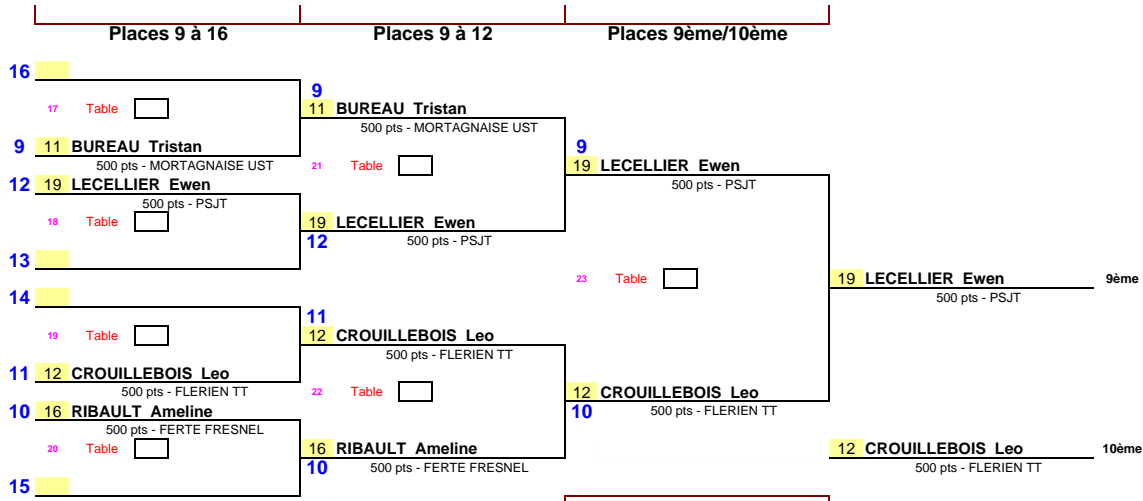 Places 9 à 16 Places 9 à 12 Places 9ème/10ème
16
9
17 Table
11 BUREAU Tristan
500 pts - MORTAGNAISE UST
9 11 BUREAU Tristan
500 pts - MORTAGNAISE UST
9
21 Table
19 LECELLIER Ewen
500 pts - PSJT
12 19 LECELLIER Ewen
500 pts - PSJT
18 Table
19 LECELLIER Ewen
12 500 pts - PSJT
13
23 Table
19 LECELLIER Ewen 9ème
500 pts - PSJT
14
11
19 Table
12 CROUILLEBOIS Leo
500 pts - FLERIEN TT
11 12 CROUILLEBOIS Leo
500 pts - FLERIEN TT
22 Table
12 CROUILLEBOIS Leo
10 500 pts - FLERIEN TT
10 16 RIBAULT Ameline
500 pts - FERTE FRESNEL
20 Table
16 RIBAULT Ameline
10 500 pts - FERTE FRESNEL
12 CROUILLEBOIS Leo 10ème
500 pts - FLERIEN TT
15